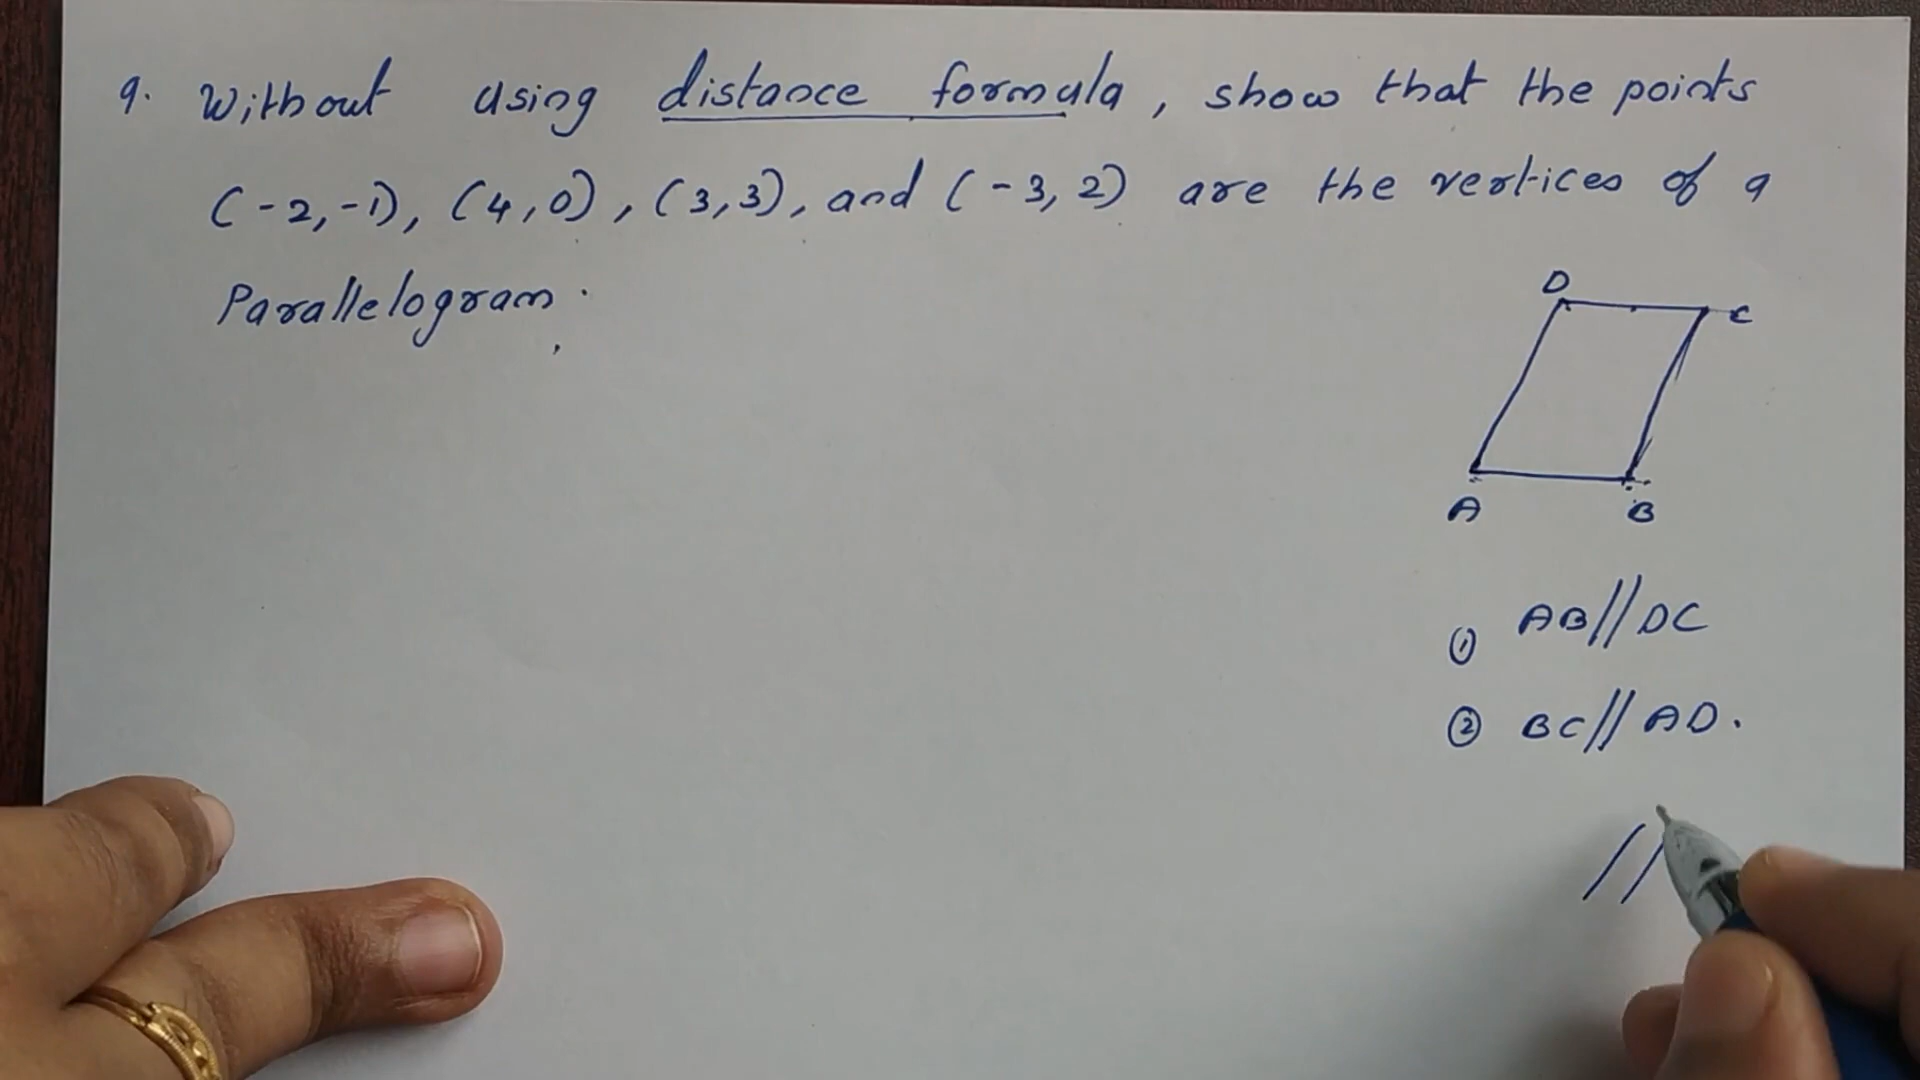 9. Without using distance formula, show that the points
(-2,-1), (4,0), (3,3), and (-3,2) are the vertices of a
Parallelogram.
D
C
A
B
① AB//DC
② BC//AD.
//